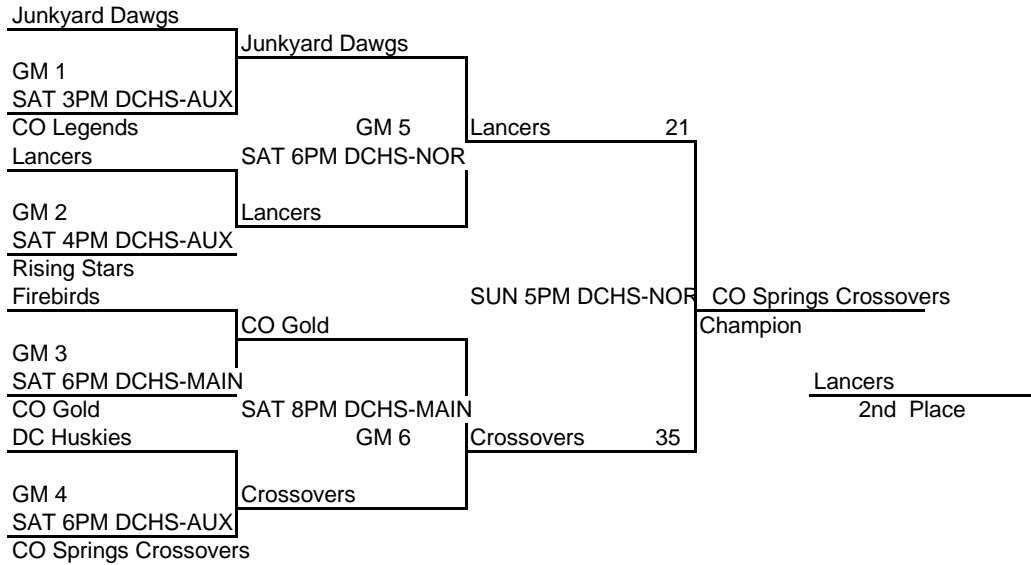 Junkyard Dawgs
Junkyard Dawgs
GM 1
SAT 3PM DCHS-AUX
CO Legends GM 5 Lancers 21
Lancers SAT 6PM DCHS-NOR
GM 2 Lancers
SAT 4PM DCHS-AUX
Rising Stars
Firebirds SUN 5PM DCHS-NOR CO Springs Crossovers
CO Gold Champion
GM 3
SAT 6PM DCHS-MAIN Lancers
CO Gold SAT 8PM DCHS-MAIN 2nd Place
DC Huskies GM 6 Crossovers 35
GM 4 Crossovers
SAT 6PM DCHS-AUX
CO Springs Crossovers